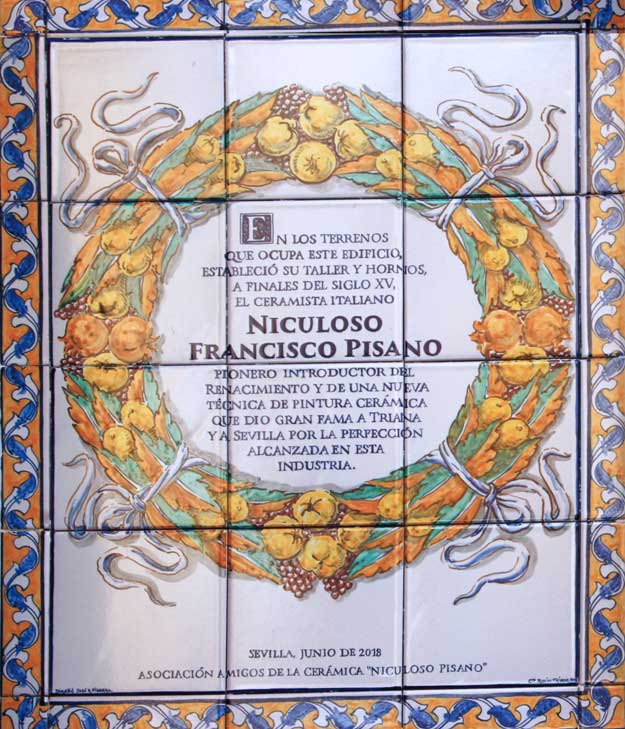 EN LOS TERRENOS
QUE OCUPA ESTE EDIFICIO,
ESTABLECIÓ SU TALLER Y HORNOS,
A FINALES DEL SIGLO XV,
EL CERAMISTA ITALIANO
NICULOSO
FRANCISCO PISANO
PIONERO INTRODUCTOR DEL
RENACIMIENTO Y DE UNA NUEVA
TÉCNICA DE PINTURA CERÁMICA
QUE DIO GRAN FAMA A TRIANA
Y A SEVILLA POR LA PERFECCIÓN
ALCANZADA EN ESTA
INDUSTRIA.
SEVILLA, JUNIO DE 2018
ASOCIACIÓN AMIGOS DE LA CERÁMICA "NICULOSO PISANO"